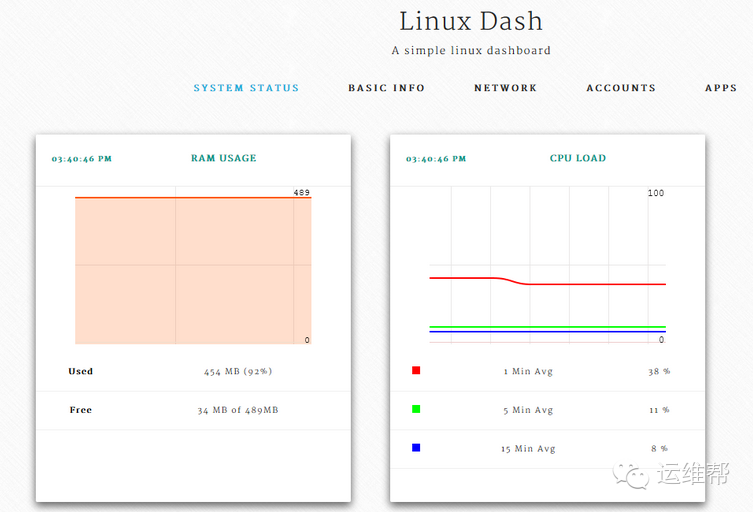 Linux Dash
A simple linux dashboard
SYSTEM STATUS BASIC INFO NETWORK ACCOUNTS APPS
03:40:46 PM RAM USAGE
489
0
Used 454 MB (92%)
Free 34 MB of 489MB
03:40:46 PM CPU LOAD
100
0
1 Min Avg 38 %
5 Min Avg 11 %
15 Min Avg 8 %
运维帮